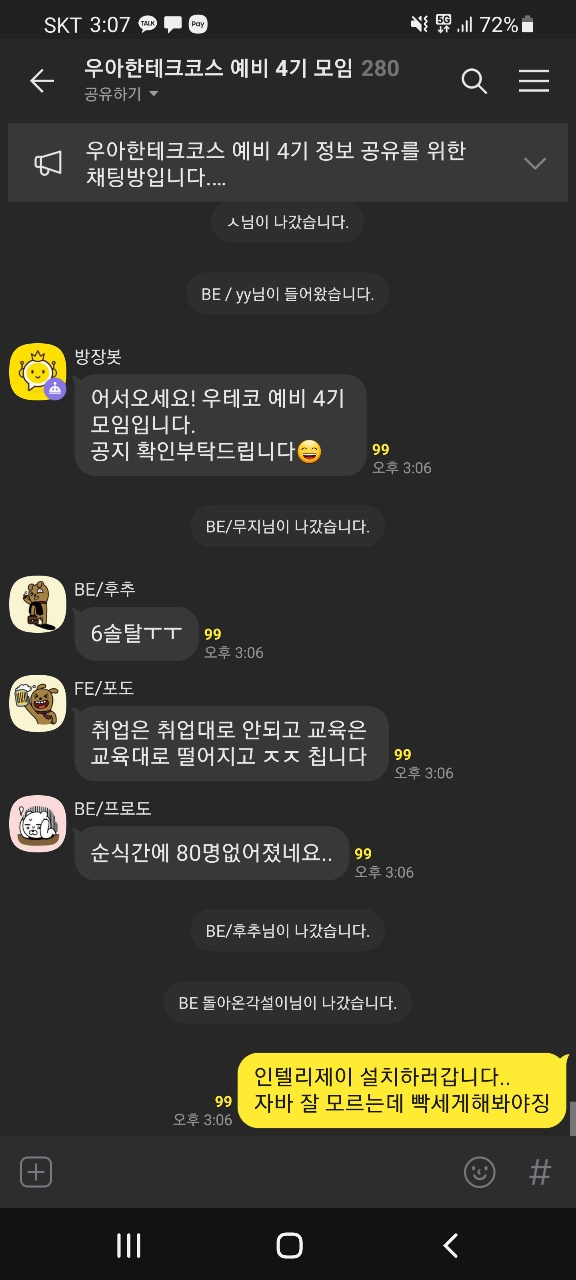 SKT 3:07 TALK Pay 5G 72%
우아한테크코스 예비 4기 모임 280
공유하기
우아한테크코스 예비 4기 정보 공유를 위한
채팅방입니다....
ㅅ님이 나갔습니다.
BE / yy님이 들어왔습니다.
방장봇
어서오세요! 우테코 예비 4기
모임입니다.
공지 확인부탁드립니다😄
99
오후 3:06
BE/무지님이 나갔습니다.
BE/후추
6솔탈ㅜㅜ
99
오후 3:06
FE/포도
취업은 취업대로 안되고 교육은
교육대로 떨어지고 ㅈㅈ 칩니다
99
오후 3:06
BE/프로도
순식간에 80명없어졌네요..
99
오후 3:06
BE/후추님이 나갔습니다.
BE 돌아온각설이님이 나갔습니다.
인텔리제이 설치하러갑니다..
자바 잘 모르는데 빡세게해봐야징
99
오후 3:06
#